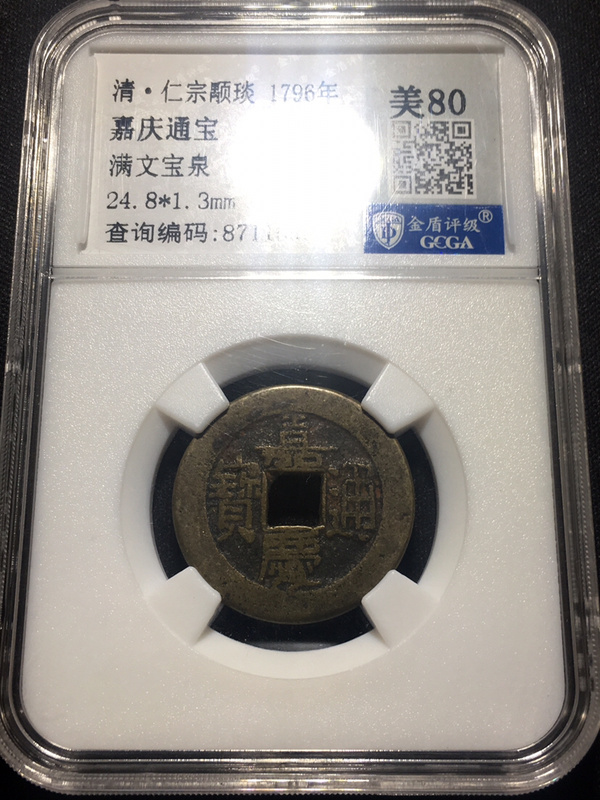 清·仁宗颙琰 1796年
嘉庆通宝
满文宝泉
24.8*1.3mm
查询编码:8711
美80
金盾评级®
GCGA
嘉慶通寶